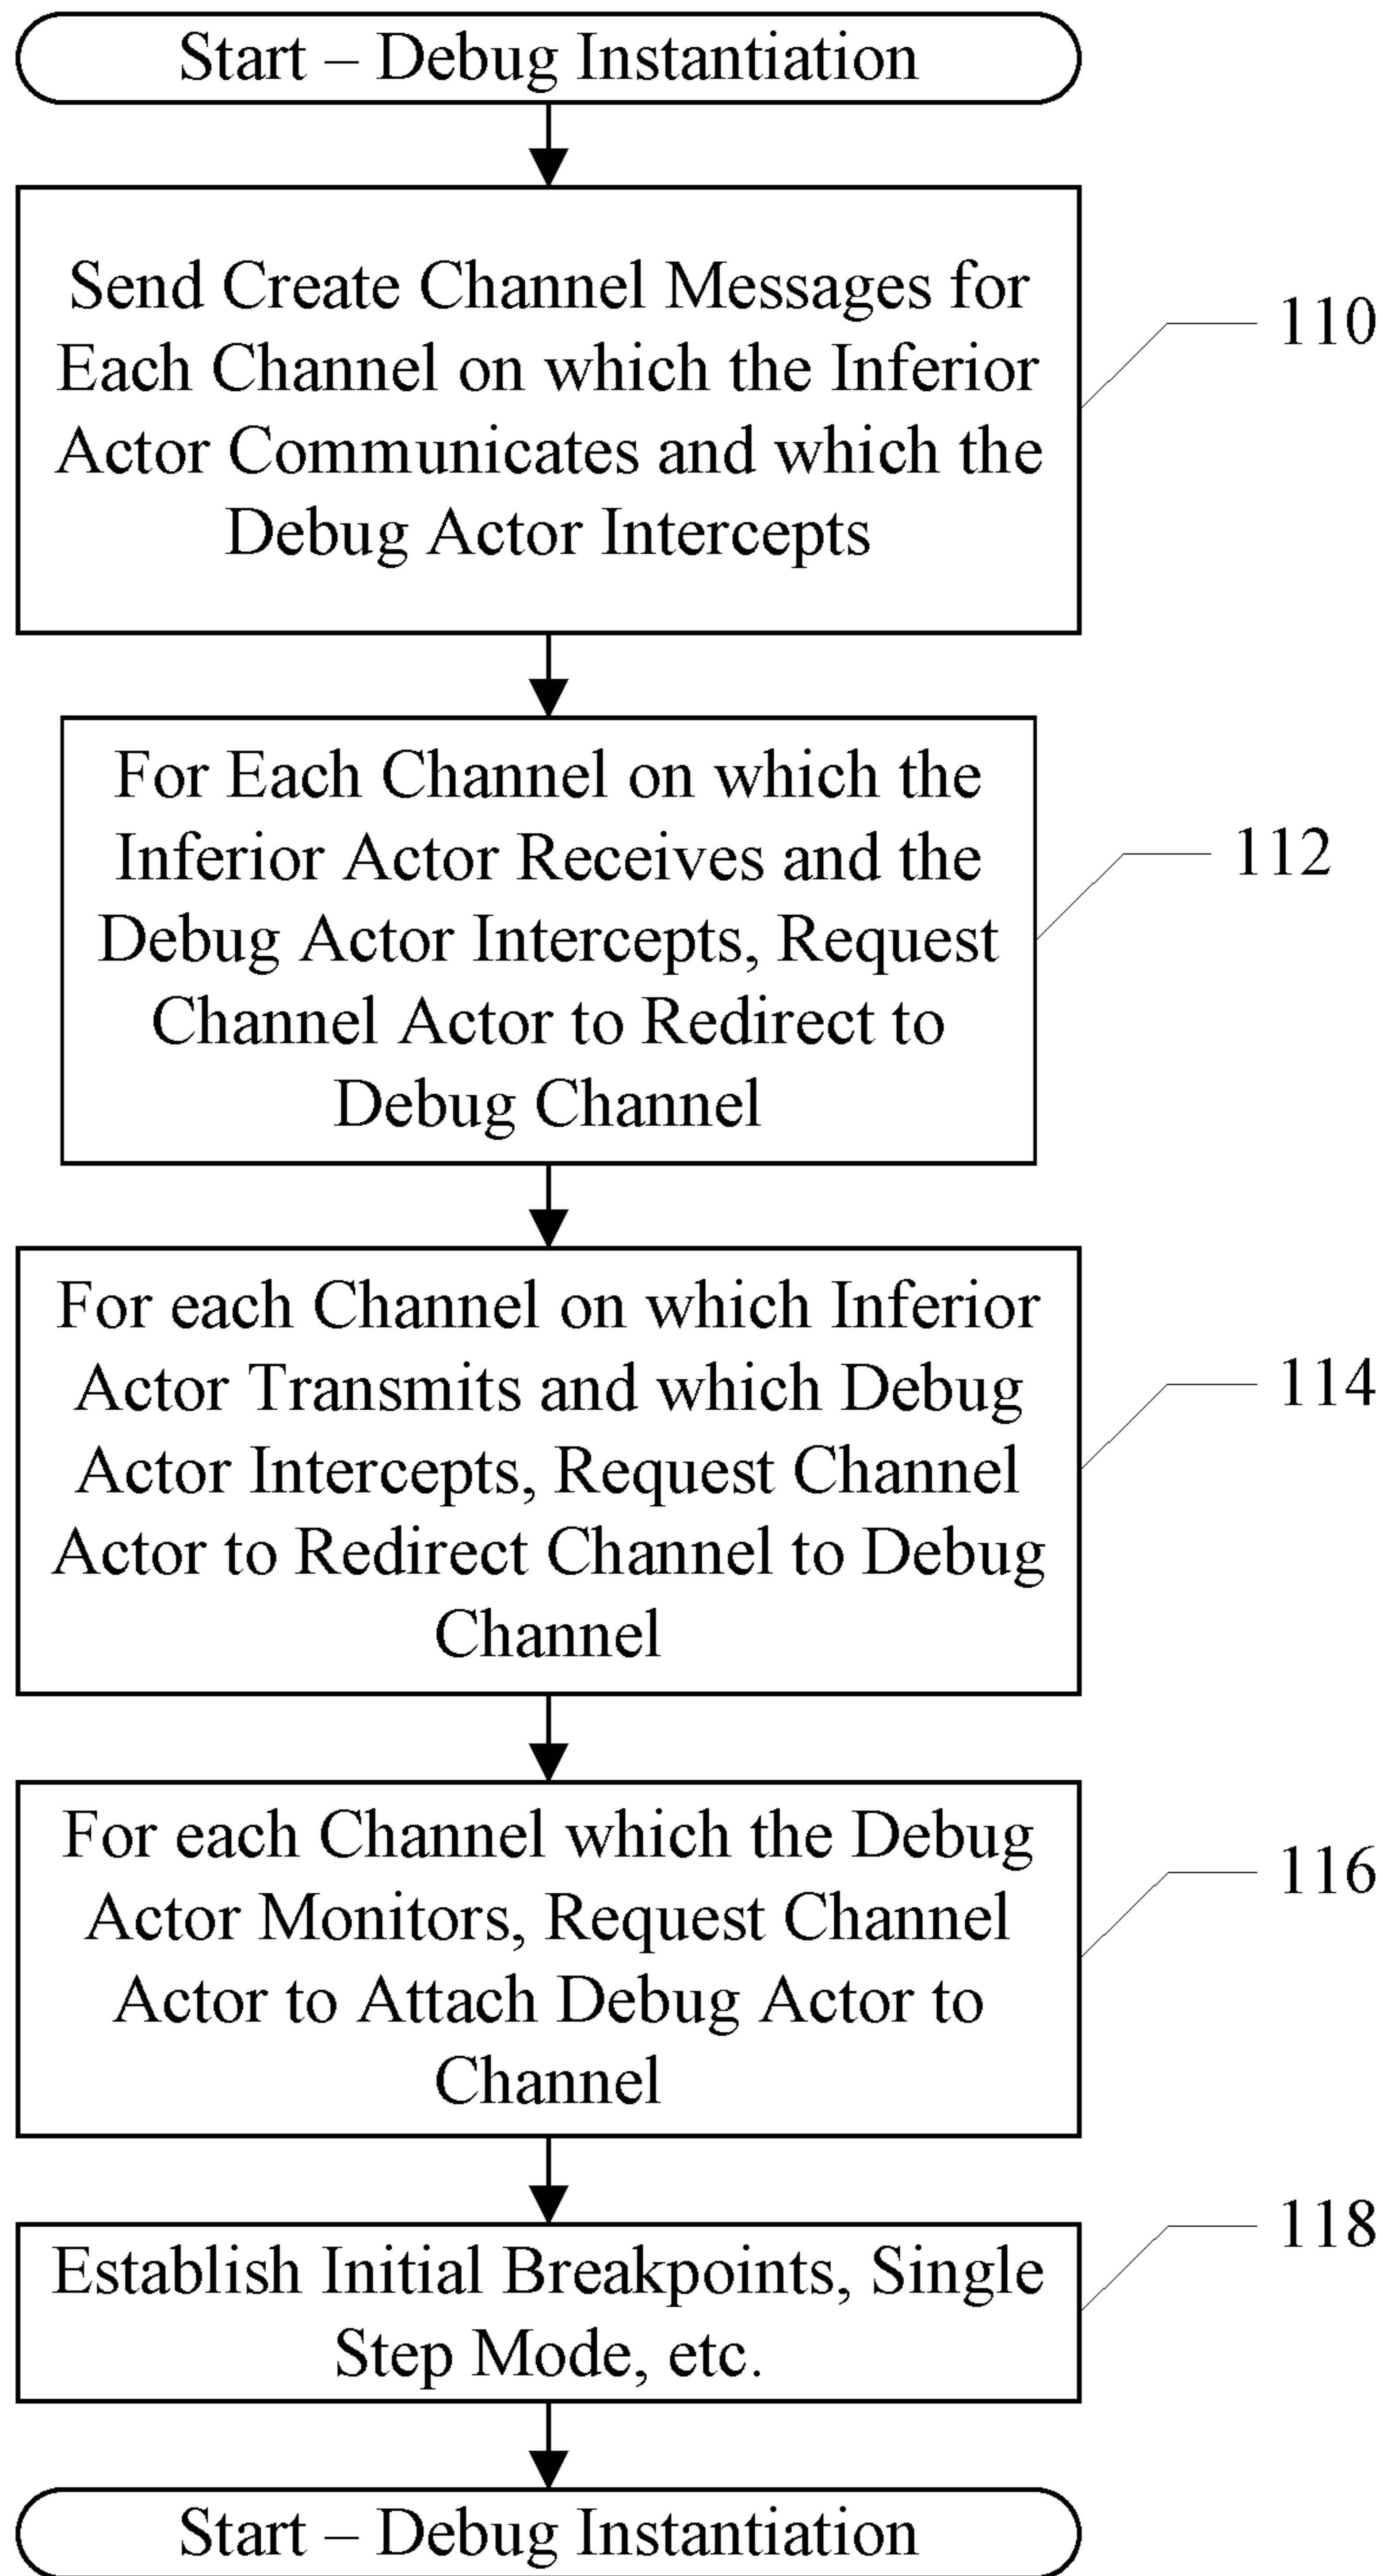 Start – Debug Instantiation
Send Create Channel Messages for
Each Channel on which the Inferior
Actor Communicates and which the
Debug Actor Intercepts
110
For Each Channel on which the
Inferior Actor Receives and the
Debug Actor Intercepts, Request
Channel Actor to Redirect to
Debug Channel
112
For each Channel on which Inferior
Actor Transmits and which Debug
Actor Intercepts, Request Channel
Actor to Redirect Channel to Debug
Channel
114
For each Channel which the Debug
Actor Monitors, Request Channel
Actor to Attach Debug Actor to
Channel
116
Establish Initial Breakpoints, Single
Step Mode, etc.
118
Start – Debug Instantiation